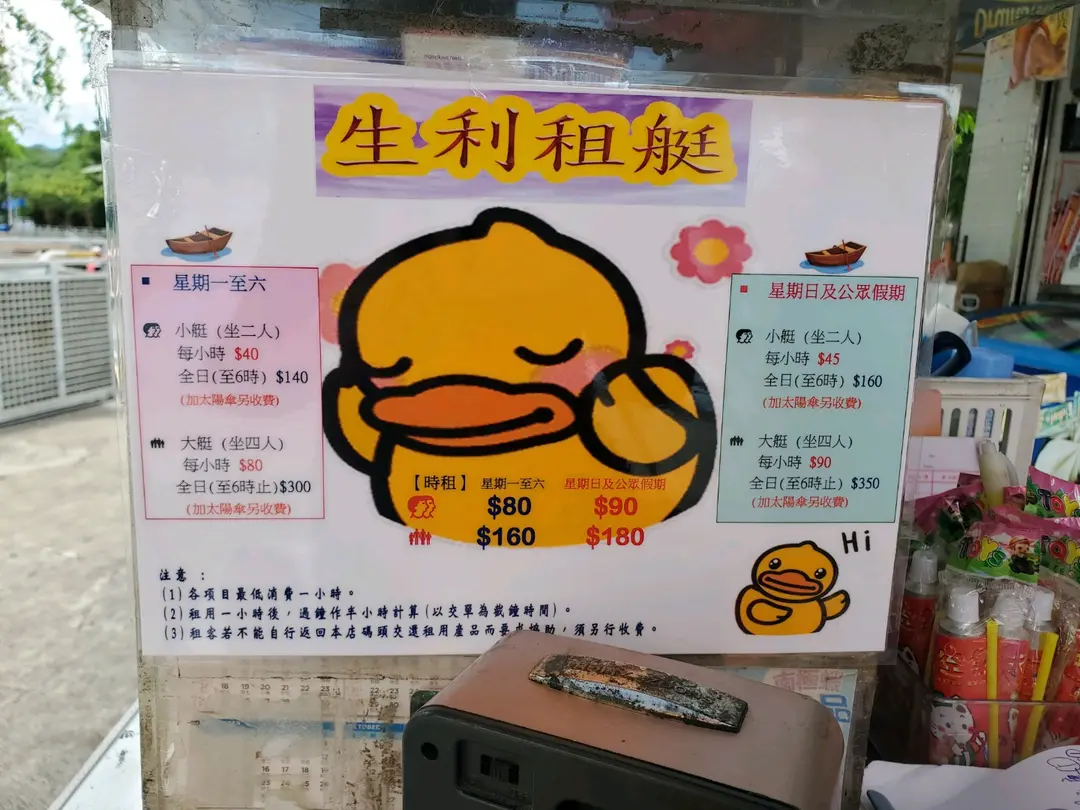 生利租艇
星期一至六
小艇 (坐二人)
每小時 $40
全日(至6時) $140
(加太陽傘另收費)
大艇 (坐四人)
每小時 $80
全日(至6時止)$300
(加太陽傘另收費)
【時租】 星期一至六 星期日及公眾假期
$80 $90
$160 $180
星期日及公眾假期
小艇 (坐二人)
每小時 $45
全日(至6時) $160
(加太陽傘另收費)
大艇 (坐四人)
每小時 $90
全日(至6時止) $350
(加太陽傘另收費)
Hi
注意 :
(1) 各項目最低消費一小時。
(2) 租用一小時後，過鐘作半小時計算(以交單為截鐘時間)。
(3) 租客若不能自行返回本店碼頭交還租用產品而要求協助，須另行收費。
18 19 20 21 22 23